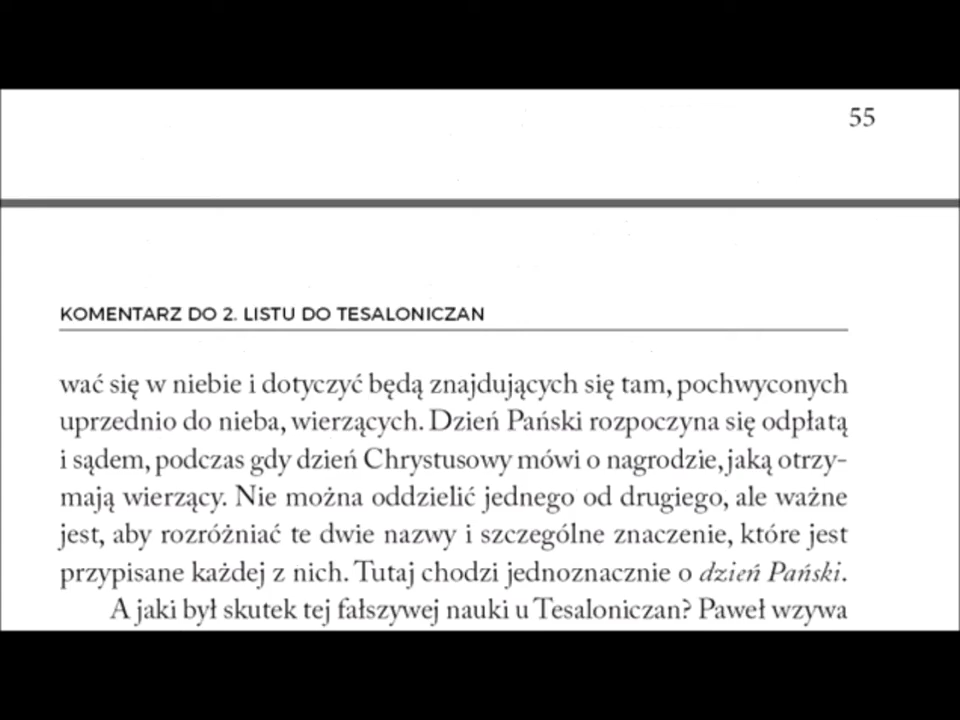 55
KOMENTARZ DO 2. LISTU DO TESALONICZAN
wać się w niebie i dotyczyć będą znajdujących się tam, pochwyconych
uprzednio do nieba, wierzących. Dzień Pański rozpoczyna się odpłatą
i sądem, podczas gdy dzień Chrystusowy mówi o nagrodzie, jaką otrzy-
mają wierzący. Nie można oddzielić jednego od drugiego, ale ważne
jest, aby rozróżniać te dwie nazwy i szczególne znaczenie, które jest
przypisane każdej z nich. Tutaj chodzi jednoznacznie o dzień Pański.
A jaki był skutek tej fałszywej nauki u Tesaloniczan? Paweł wzywa